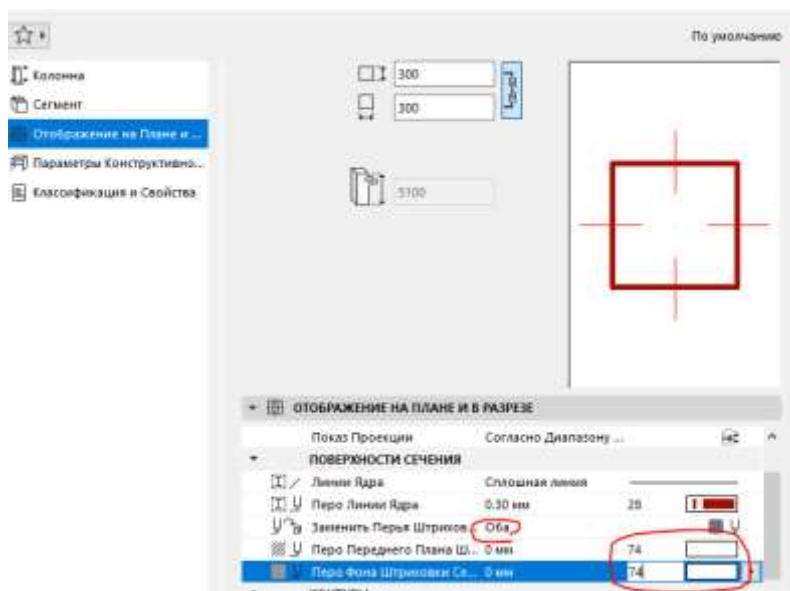 По умолчанию
Колонна
Сегмент
Отображение на Плане и ...
Параметры Конструктивно...
Классификация и Свойства
300
300
5100
ОТОБРАЖЕНИЕ НА ПЛАНЕ И В РАЗРЕЗЕ
Показ Проекции Согласно Диапазону ...
ПОВЕРХНОСТИ СЕЧЕНИЯ
Линии Ядра Сплошная линия
Перо Линии Ядра 0.30 мм 28
Заменить Перья Штрихов... Оба
Перо Переднего Плана Ш... 0 мм 74
Перо Фона Штриховки Се... 0 мм 74